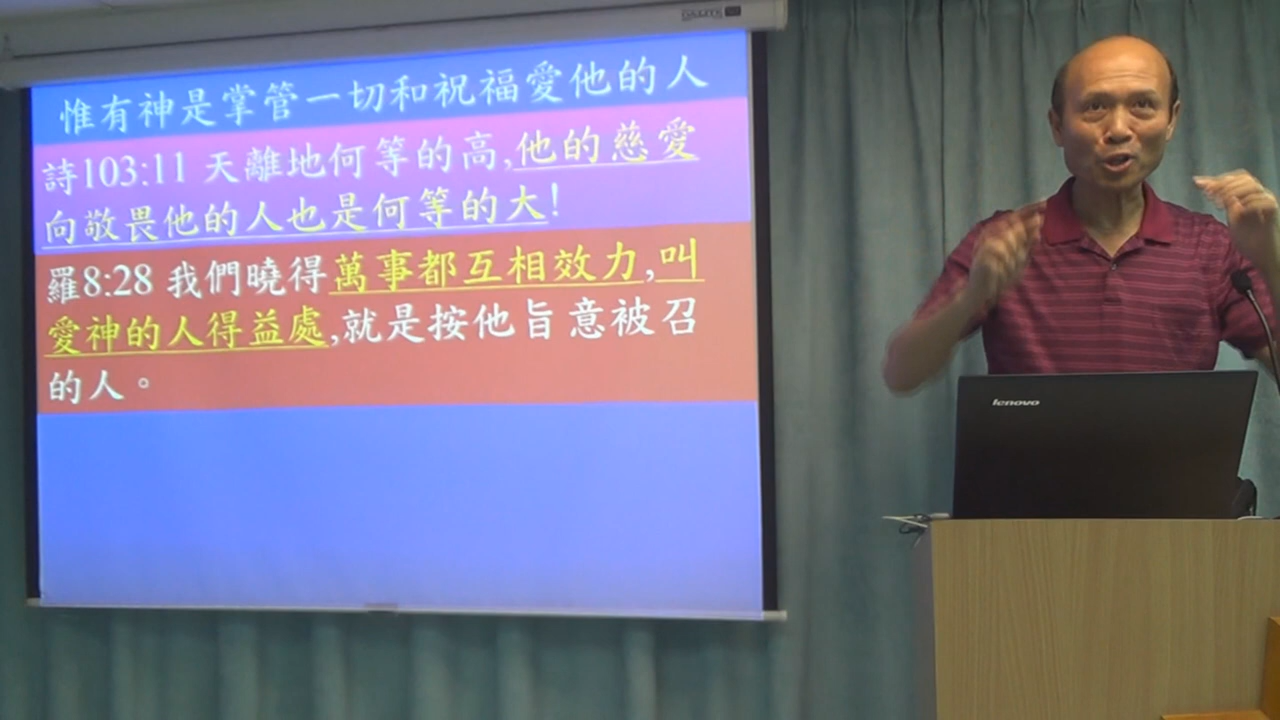 惟有神是掌管一切和祝福愛他的人
詩103:11 天離地何等的高,他的慈愛
向敬畏他的人也是何等的大!
羅8:28 我們曉得萬事都互相效力,叫
愛神的人得益處,就是按他旨意被召
的人。
lenovo